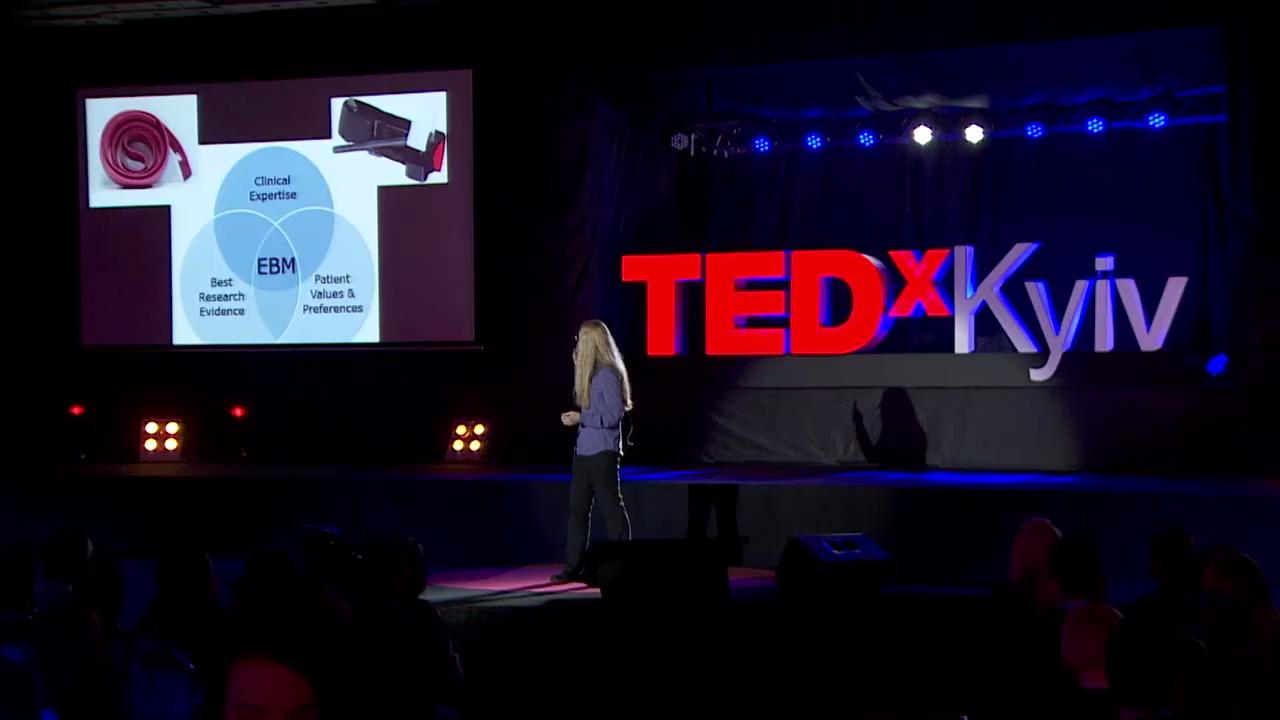 Clinical
Expertise
EBM
Best
Research
Evidence
Patient
Values &
Preferences
TEDxKyiv